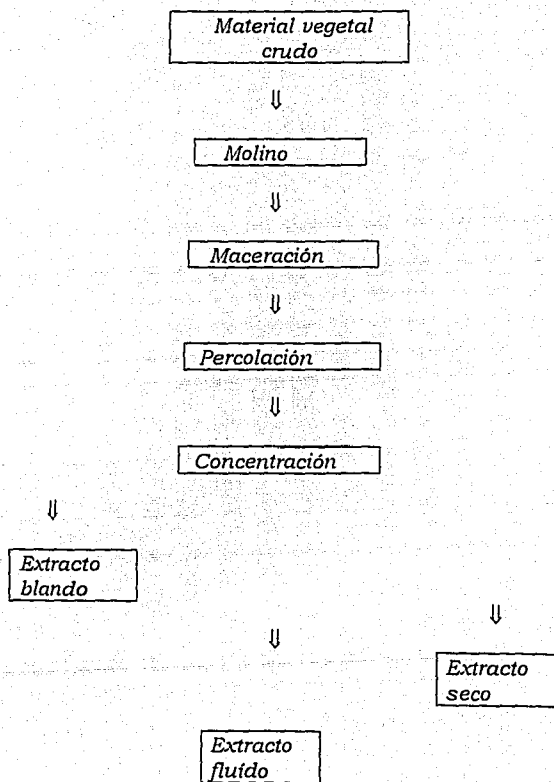 Material vegetal
crudo
⇓
Molino
⇓
Maceración
⇓
Percolación
⇓
Concentración
⇓
Extracto
blando
⇓
⇓
Extracto
seco
Extracto
fluído